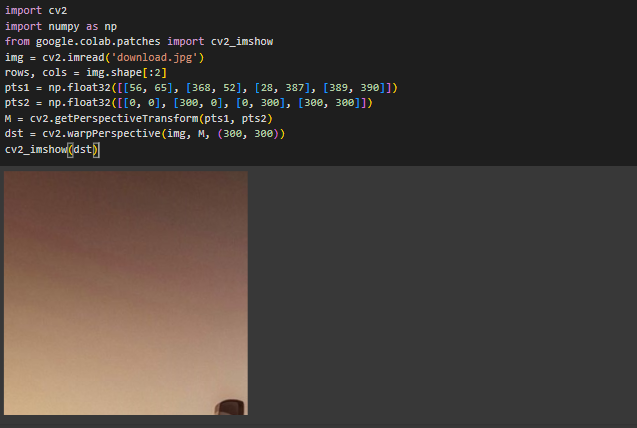 import cv2
import numpy as np
from google.colab.patches import cv2_imshow
img = cv2.imread('download.jpg')
rows, cols = img.shape[:2]
pts1 = np.float32([[56, 65], [368, 52], [28, 387], [389, 390]])
pts2 = np.float32([[0, 0], [300, 0], [0, 300], [300, 300]])
M = cv2.getPerspectiveTransform(pts1, pts2)
dst = cv2.warpPerspective(img, M, (300, 300))
cv2_imshow(dst)